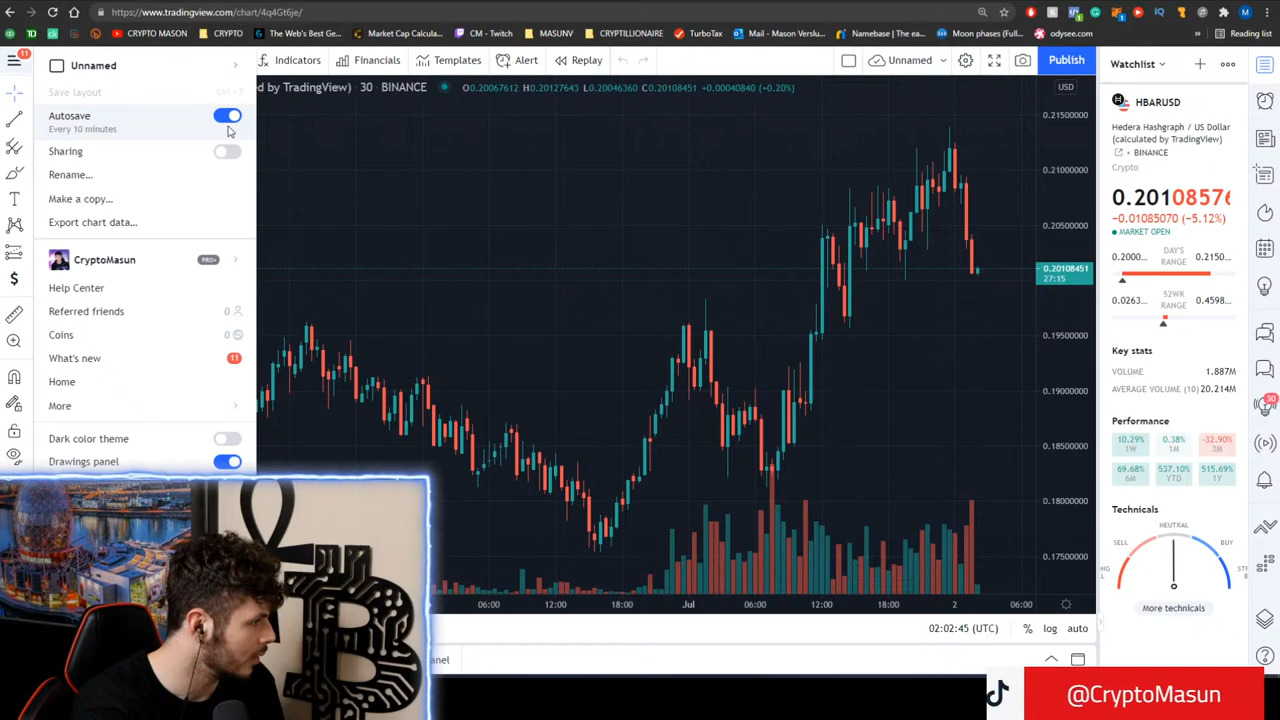 https://www.tradingview.com/chart/4q4Gt6je/
CRYPTO MASON
CRYPTO
The Web's Best Ge...
Market Cap Calcula...
CM - Twitch
MASUNV
CRYPTILLIONAIRE
TurboTax
Mail - Mason Verslu...
Namebase = the ea...
Moon phases (Full...
odysee.com
»
Reading list
11
Unnamed
Save layout
Ctrl + S
Autosave
Every 10 minutes
Sharing
Rename...
Make a copy...
Export chart data...
CryptoMasun
PRO+
Help Center
Referred friends
0
Coins
0
What's new
11
Home
More
Dark color theme
Drawings panel
Indicators
Financials
Templates
Alert
Replay
Unnamed
Publish
d by TradingView)
30
BINANCE
O0.20067612 H0.20127643 L0.20046360 C0.20108451 +0.00040840 (+0.20%)
USD
0.21500000
0.21000000
0.20500000
0.20108451
27:15
0.19500000
0.19000000
0.18500000
0.18000000
0.17500000
06:00
12:00
18:00
Jul
06:00
12:00
18:00
2
06:00
02:02:45 (UTC)
%
log
auto
anel
Watchlist
HBARUSD
Hedera Hashgraph / US Dollar
(calculated by TradingView)
BINANCE
Crypto
0.20108576
−0.01085070 (−5.12%)
MARKET OPEN
0.2000...
DAY'S
RANGE
0.2150...
0.0263...
52WK
RANGE
0.4598...
Key stats
VOLUME
1.887M
AVERAGE VOLUME (10)
20.214M
Performance
10.29%
1W
0.38%
1M
-32.90%
3M
69.68%
6M
537.10%
YTD
515.69%
1Y
Technicals
NEUTRAL
SELL
BUY
More technicals
30
@CryptoMasun